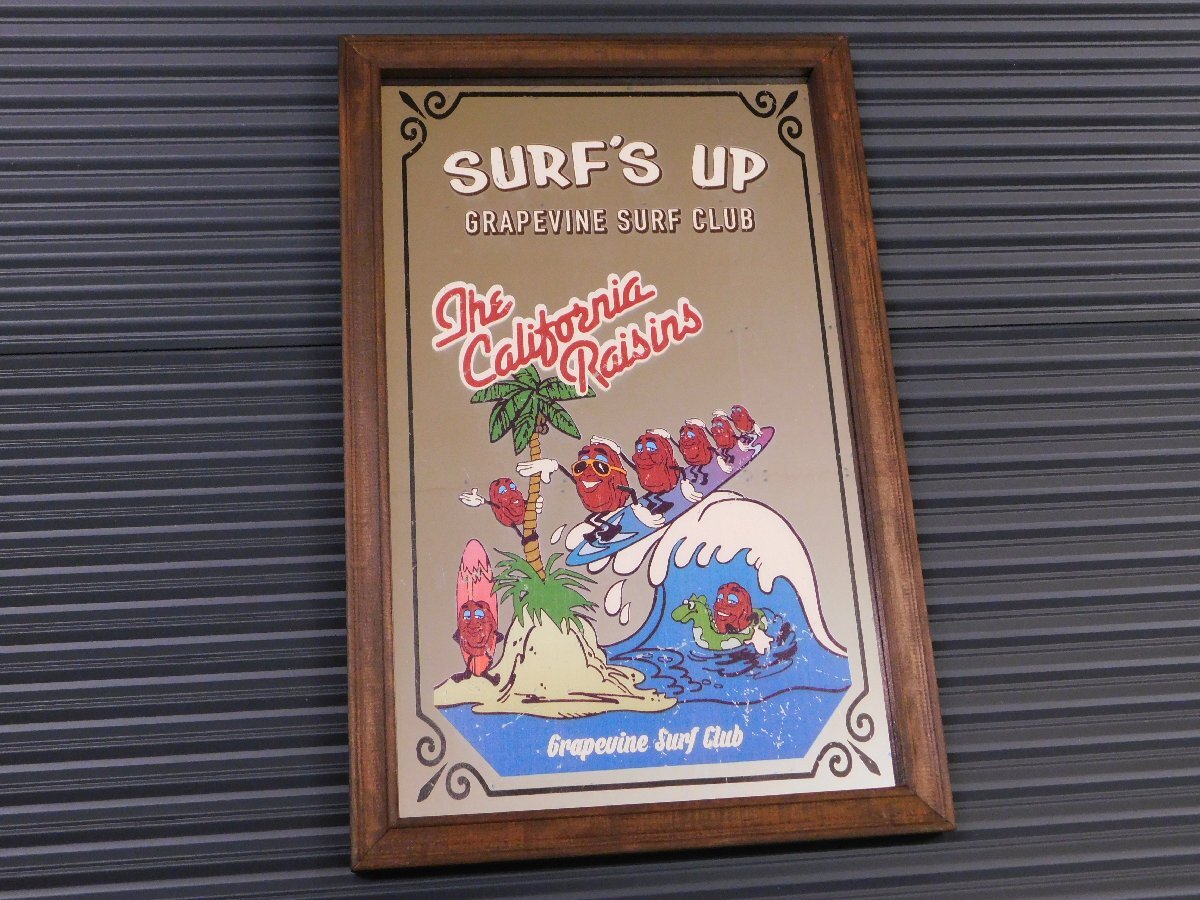 SURF'S UP
GRAPEVINE SURF CLUB
The
California
Raisins
Grapevine Surf Club